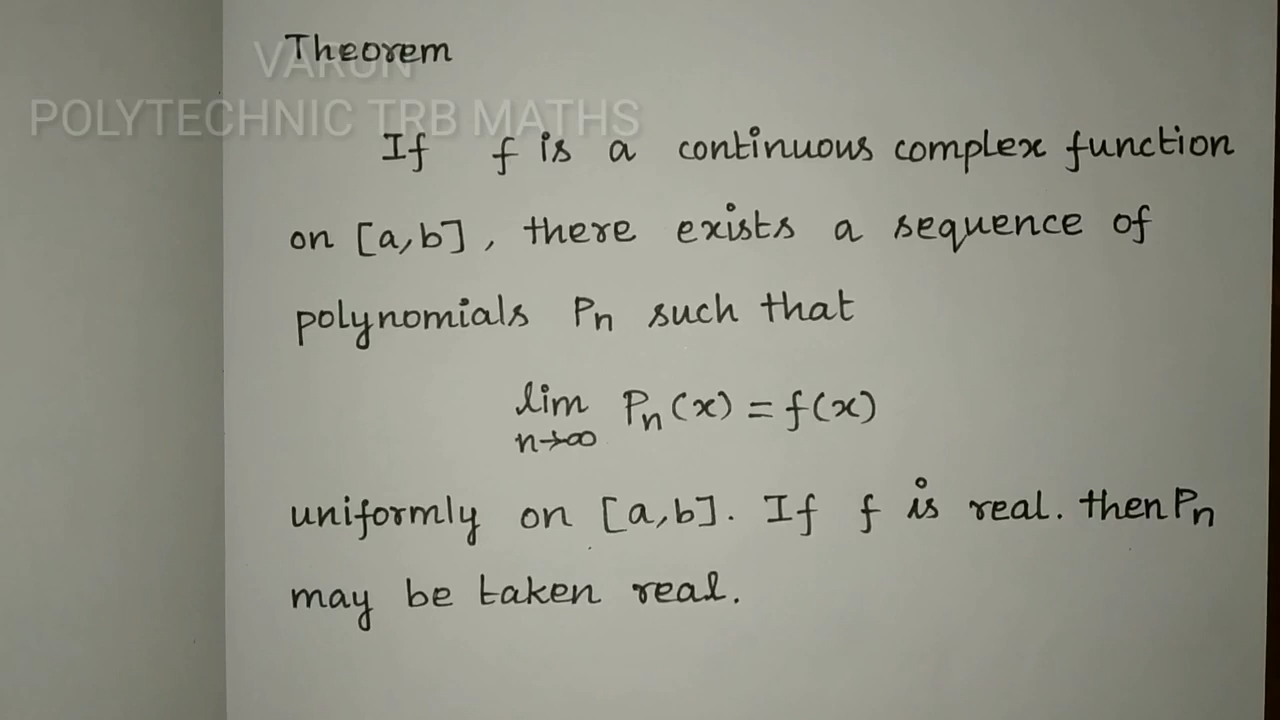 Theorem
VARUN
POLYTECHNIC TRB MATHS
If f is a continuous complex function
on [a,b], there exists a sequence of
polynomials Pn such that
lim Pn(x) = f(x)
n→∞
uniformly on [a,b]. If f is real. then Pn
may be taken real.